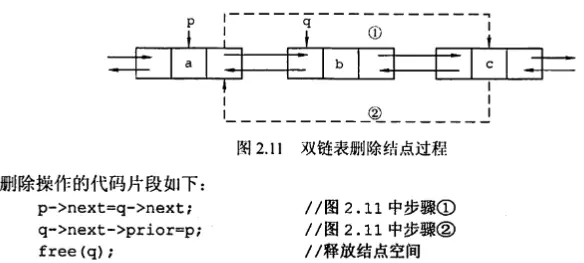 p
q
①
a
b
c
②
图 2.11 双链表删除结点过程
删除操作的代码片段如下：
p->next=q->next; //图 2.11 中步骤①
q->next->prior=p; //图 2.11 中步骤②
free(q); //释放结点空间